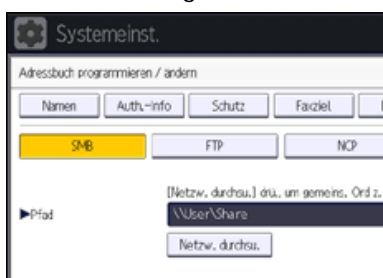 Systemeinst.
Adressbuch programmieren / ändern
Namen Auth.-info Schutz Faxziel
SMB FTP NCP
[Netzw. durchsu.] drü., um gemeins. Ord z.
▶Pfad \\User\Share
Netzw. durchsu.